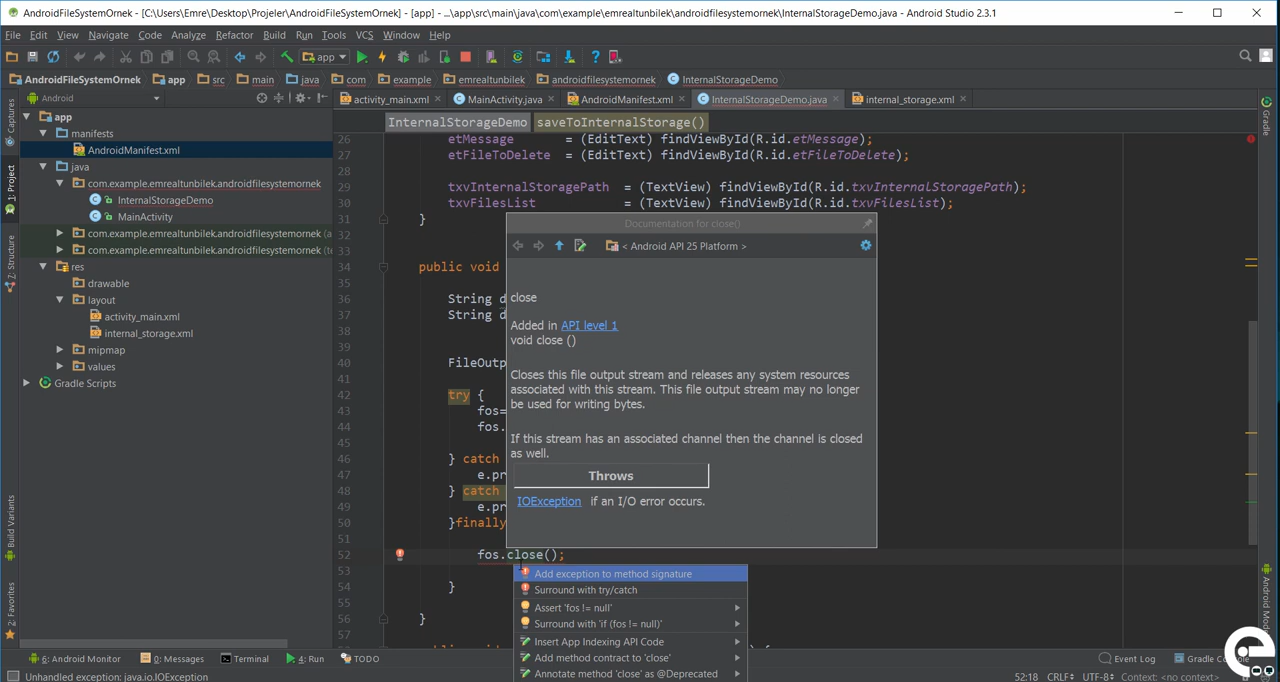 AndroidFileSystemOrnek - [C:\Users\Emre\Desktop\Projeler\AndroidFileSystemOrnek] - [app] - ...\app\src\main\java\com\example\emrealtunbilek\androidfilesystemornek\InternalStorageDemo.java - Android Studio 2.3.1
File Edit View Navigate Code Analyze Refactor Build Run Tools VCS Window Help
app
AndroidFileSystemOrnek app src main java com example emrealtunbilek androidfilesystemornek InternalStorageDemo
Android
activity_main.xml MainActivity.java AndroidManifest.xml InternalStorageDemo.java internal_storage.xml
InternalStorageDemo saveToInternalStorage()
Captures
1: Project
7: Structure
Build Variants
2: Favorites
Gradle
app
manifests
AndroidManifest.xml
java
com.example.emrealtunbilek.androidfilesystemornek
InternalStorageDemo
MainActivity
com.example.emrealtunbilek.androidfilesystemornek (a
com.example.emrealtunbilek.androidfilesystemornek (te
res
drawable
layout
activity_main.xml
internal_storage.xml
mipmap
values
Gradle Scripts
26 etMessage = (EditText) findViewById(R.id.etMessage);
27 etFileToDelete = (EditText) findViewById(R.id.etFileToDelete);
28
29 txvInternalStoragePath = (TextView) findViewById(R.id.txvInternalStoragePath);
30 txvFilesList = (TextView) findViewById(R.id.txvFilesList);
31 }
32
33
34 public void
35
36 String d
37 String d
38
39
40 FileOutp
41
42 try {
43 fos=
44 fos.
45
46 } catch
47 e.pr
48 } catch
49 e.pr
50 }finally
51
52 fos.close();
53
54 }
55
56 }
57
Documentation for close()
< Android API 25 Platform >
close
Added in API level 1
void close ()
Closes this file output stream and releases any system resources
associated with this stream. This file output stream may no longer
be used for writing bytes.
If this stream has an associated channel then the channel is closed
as well.
Throws
IOException if an I/O error occurs.
Add exception to method signature
Surround with try/catch
Assert 'fos != null'
Surround with 'if (fos != null)'
Insert App Indexing API Code
Add method contract to 'close'
Annotate method 'close' as @Deprecated
6: Android Monitor 0: Messages Terminal 4: Run TODO Event Log
Unhandled exception: java.io.IOException 52:18 CRLF UTF-8 Context: <no context>